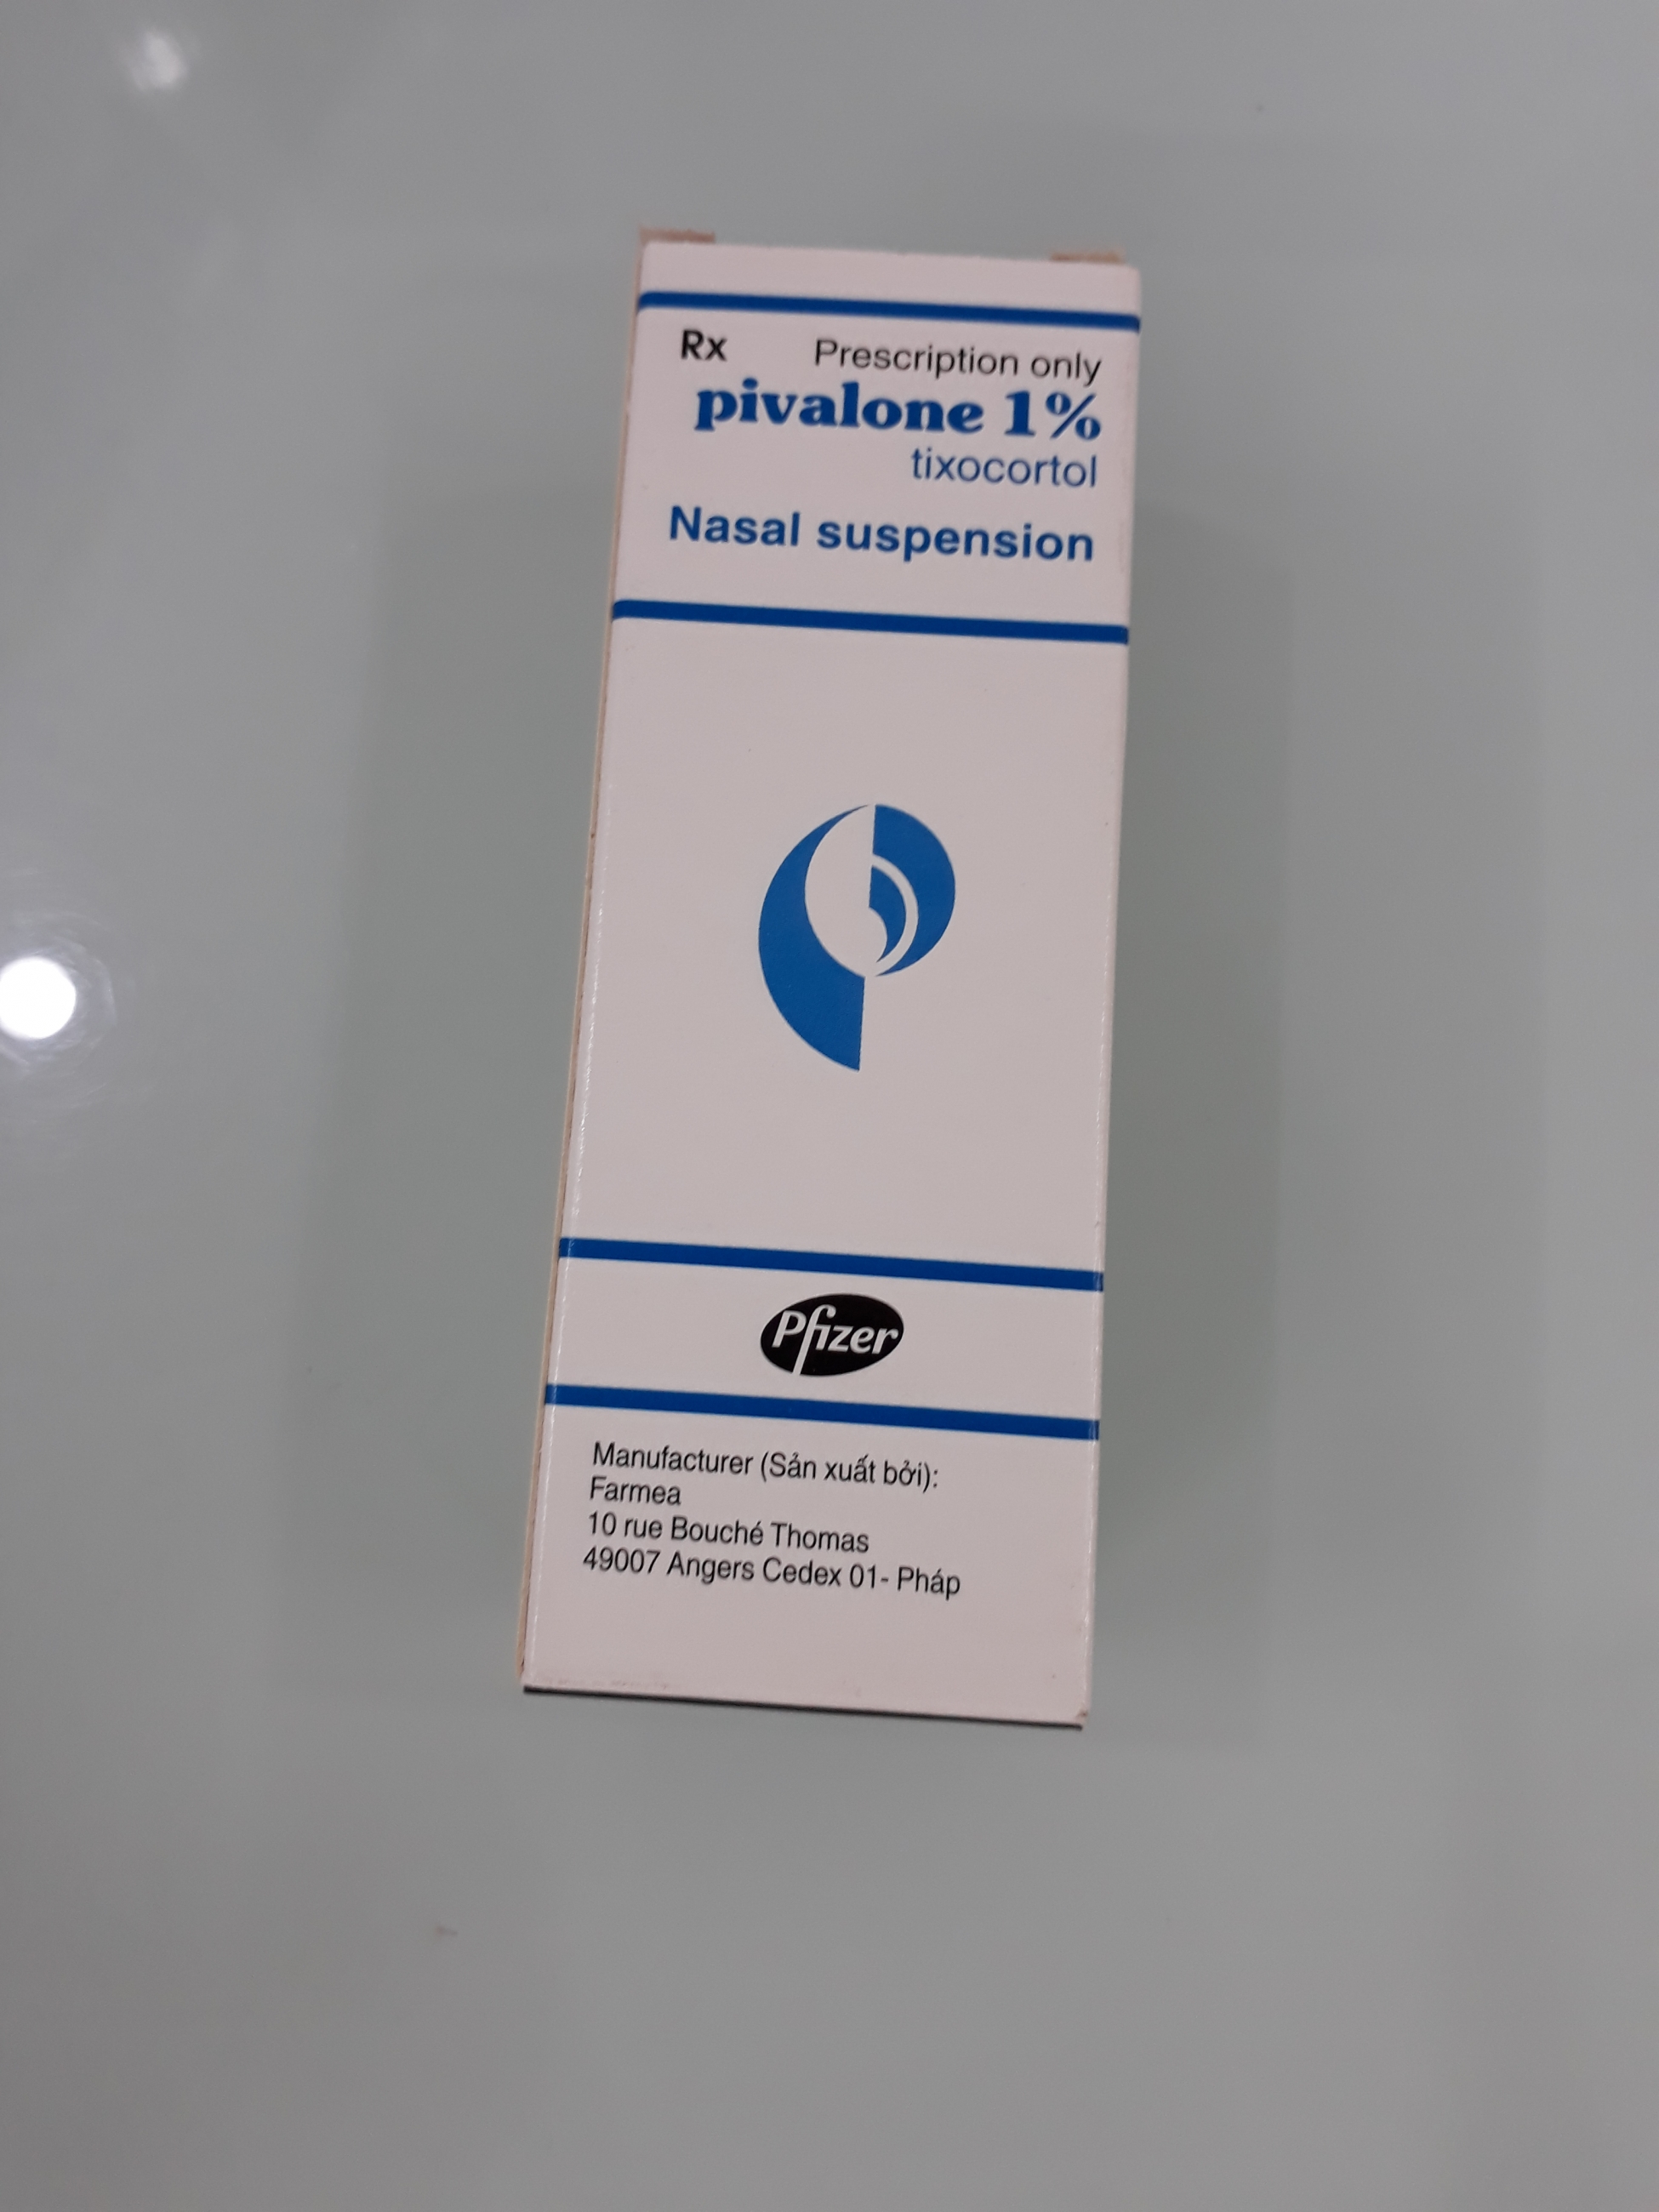 Rx Prescription only
pivalone 1%
tixocortol
Nasal suspension
Pfizer
Manufacturer (Sản xuất bởi):
Farmea
10 rue Bouché Thomas
49007 Angers Cedex 01- Pháp